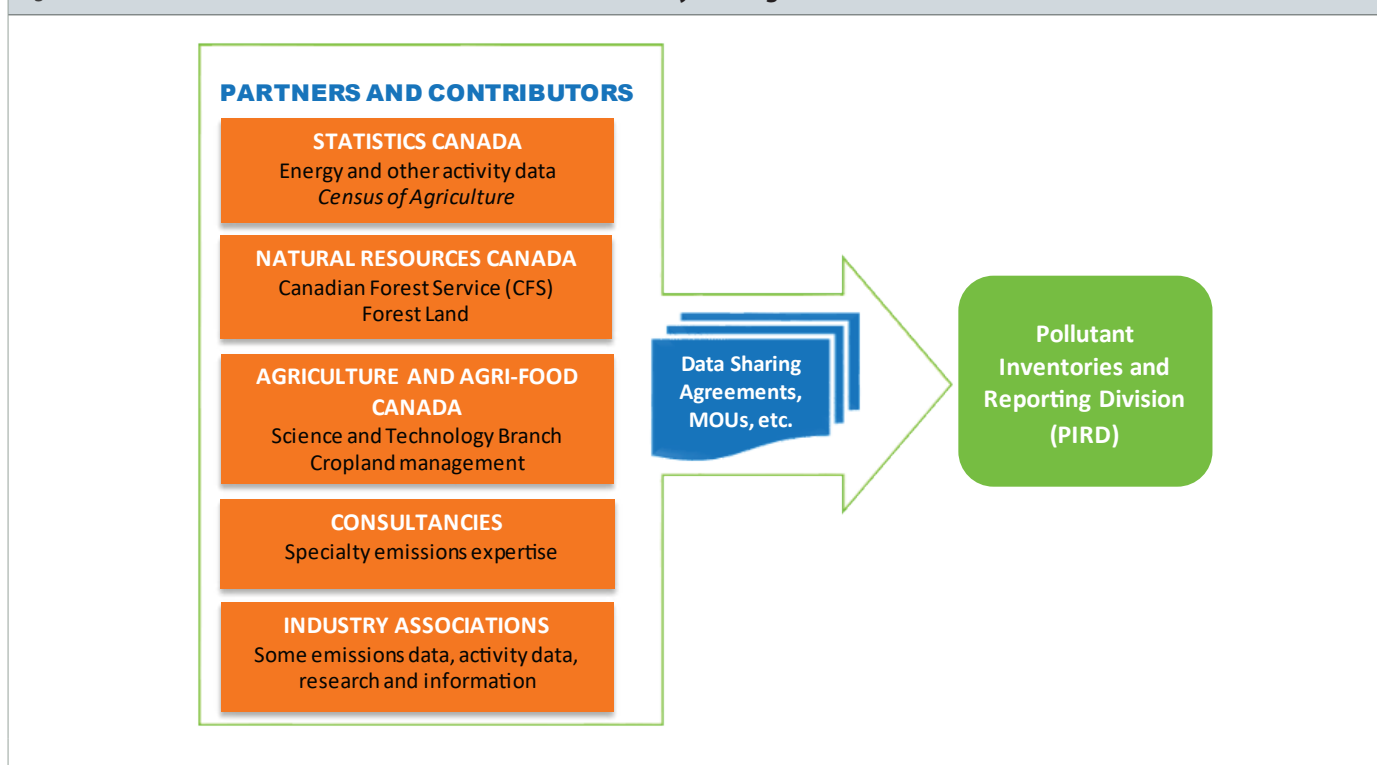 PARTNERS AND CONTRIBUTORS
STATISTICS CANADA
Energy and other activity data
Census of Agriculture
NATURAL RESOURCES CANADA
Canadian Forest Service (CFS)
Forest Land
AGRICULTURE AND AGRI-FOOD
CANADA
Science and Technology Branch
Cropland management
CONSULTANCIES
Specialty emissions expertise
INDUSTRY ASSOCIATIONS
Some emissions data, activity data,
research and information
Data Sharing
Agreements,
MOUs, etc.
Pollutant
Inventories and
Reporting Division
(PIRD)